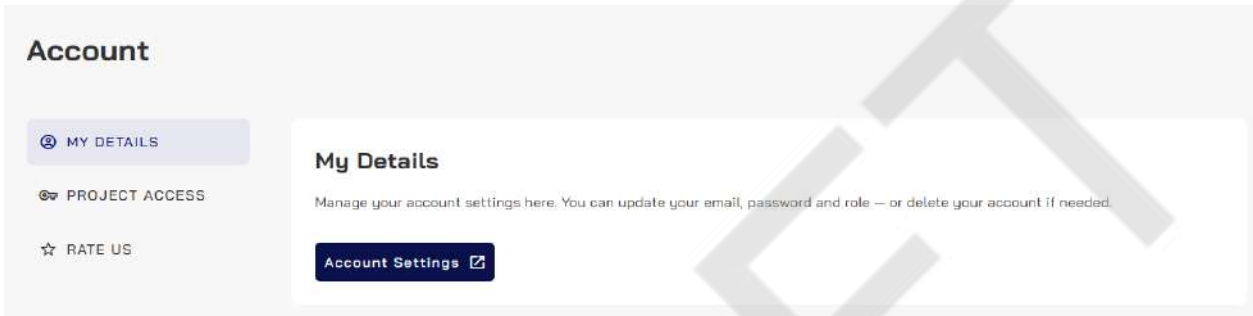 Account
MY DETAILS
PROJECT ACCESS
RATE US
My Details
Manage your account settings here. You can update your email, password and role – or delete your account if needed.
Account Settings